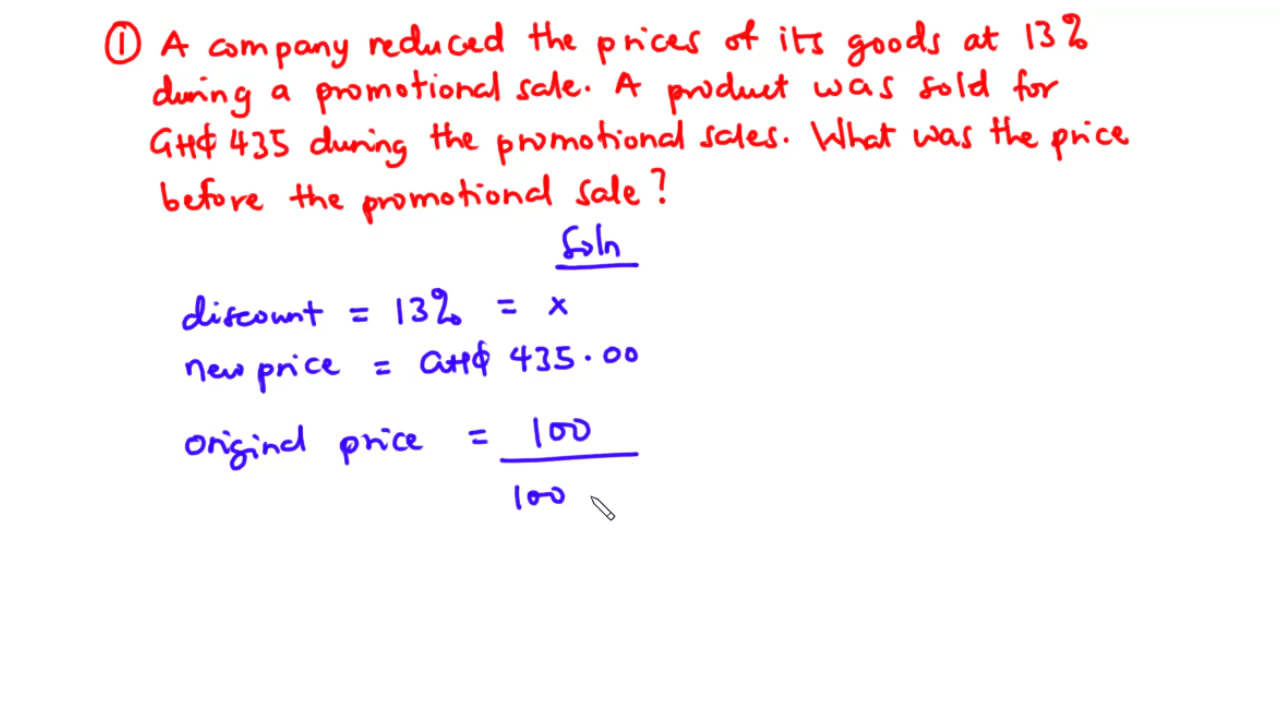 ① A company reduced the prices of its goods at 13%
during a promotional sale. A product was sold for
GH₵ 435 during the promotional sales. What was the price
before the promotional sale?
Soln
discount = 13% = x
new price = GH₵ 435.00
original price = 100
100